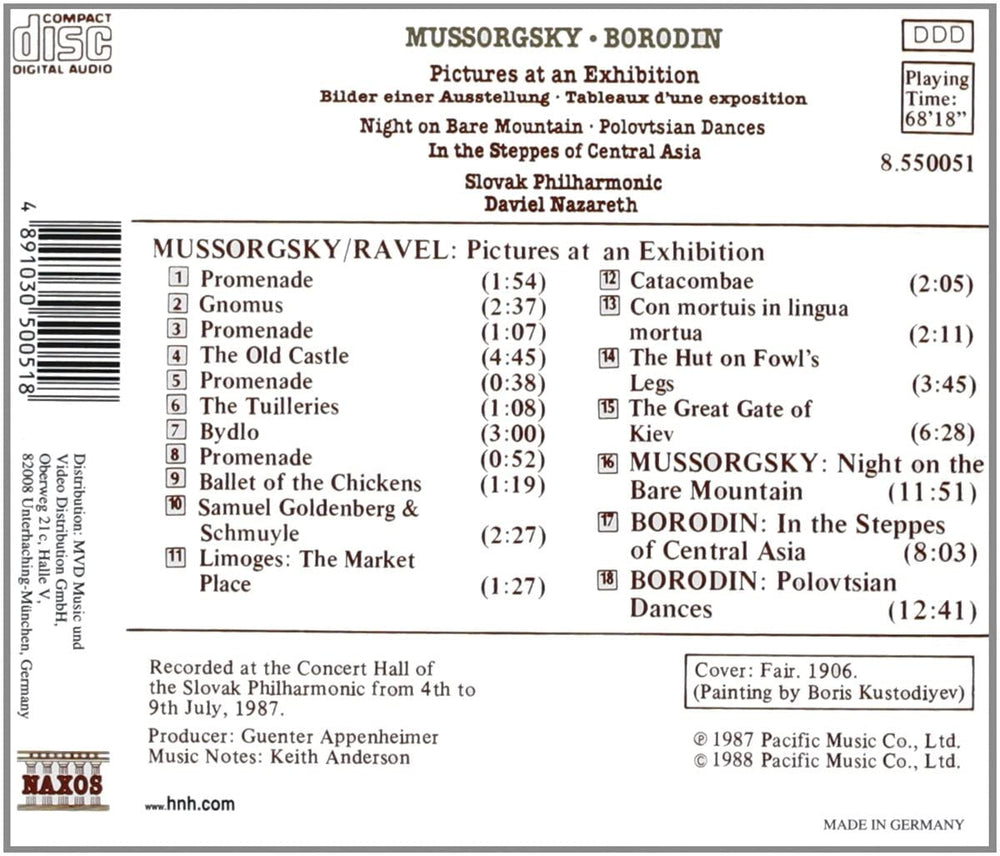 COMPACT
disc
DIGITAL AUDIO
MUSSORGSKY · BORODIN
Pictures at an Exhibition
Bilder einer Ausstellung · Tableaux d'une exposition
Night on Bare Mountain · Polovtsian Dances
In the Steppes of Central Asia
Slovak Philharmonic
Daviel Nazareth
DDD
Playing
Time:
68'18"
8.550051
MUSSORGSKY/RAVEL: Pictures at an Exhibition
1 Promenade (1:54)
2 Gnomus (2:37)
3 Promenade (1:07)
4 The Old Castle (4:45)
5 Promenade (0:38)
6 The Tuilleries (1:08)
7 Bydlo (3:00)
8 Promenade (0:52)
9 Ballet of the Chickens (1:19)
10 Samuel Goldenberg &
Schmuyle (2:27)
11 Limoges: The Market
Place (1:27)
12 Catacombae (2:05)
13 Con mortuis in lingua
mortua (2:11)
14 The Hut on Fowl's
Legs (3:45)
15 The Great Gate of
Kiev (6:28)
16 MUSSORGSKY: Night on the
Bare Mountain (11:51)
17 BORODIN: In the Steppes
of Central Asia (8:03)
18 BORODIN: Polovtsian
Dances (12:41)
Recorded at the Concert Hall of
the Slovak Philharmonic from 4th to
9th July, 1987.
Producer: Guenter Appenheimer
Music Notes: Keith Anderson
www.hnh.com
Cover: Fair. 1906.
(Painting by Boris Kustodiyev)
℗ 1987 Pacific Music Co., Ltd.
© 1988 Pacific Music Co., Ltd.
MADE IN GERMANY
4 891030 500518
Distribution: MVD Music und
Video Distribution GmbH,
Oberweg 21c, Halle V,
82008 Unterhaching-München, Germany
NAXOS